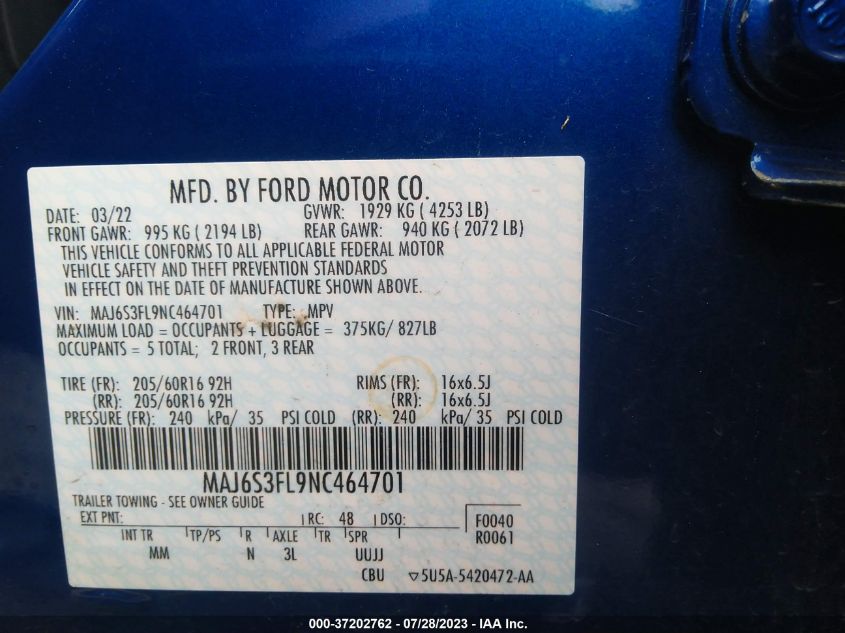 MFD. BY FORD MOTOR CO.
DATE: 03/22 GVWR: 1929 KG ( 4253 LB)
FRONT GAWR: 995 KG ( 2194 LB) REAR GAWR: 940 KG ( 2072 LB)
THIS VEHICLE CONFORMS TO ALL APPLICABLE FEDERAL MOTOR
VEHICLE SAFETY AND THEFT PREVENTION STANDARDS
IN EFFECT ON THE DATE OF MANUFACTURE SHOWN ABOVE.
VIN: MAJ6S3FL9NC464701 TYPE: MPV
MAXIMUM LOAD = OCCUPANTS + LUGGAGE = 375KG/ 827LB
OCCUPANTS = 5 TOTAL; 2 FRONT, 3 REAR
TIRE (FR): 205/60R16 92H RIMS (FR): 16x6.5J
(RR): 205/60R16 92H (RR): 16x6.5J
PRESSURE (FR): 240 kPa/ 35 PSI COLD (RR): 240 kPa/ 35 PSI COLD
MAJ6S3FL9NC464701
TRAILER TOWING - SEE OWNER GUIDE
EXT PNT: RC: 48 DSO: F0040
R0061
INT TR TP/PS R AXLE TR SPR
MM N 3L UUJJ
CBU ▽5U5A-5420472-AA
000-37202762 - 07/28/2023 - IAA Inc.